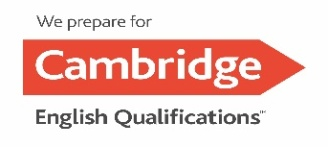 We prepare for
Cambridge
English Qualifications™